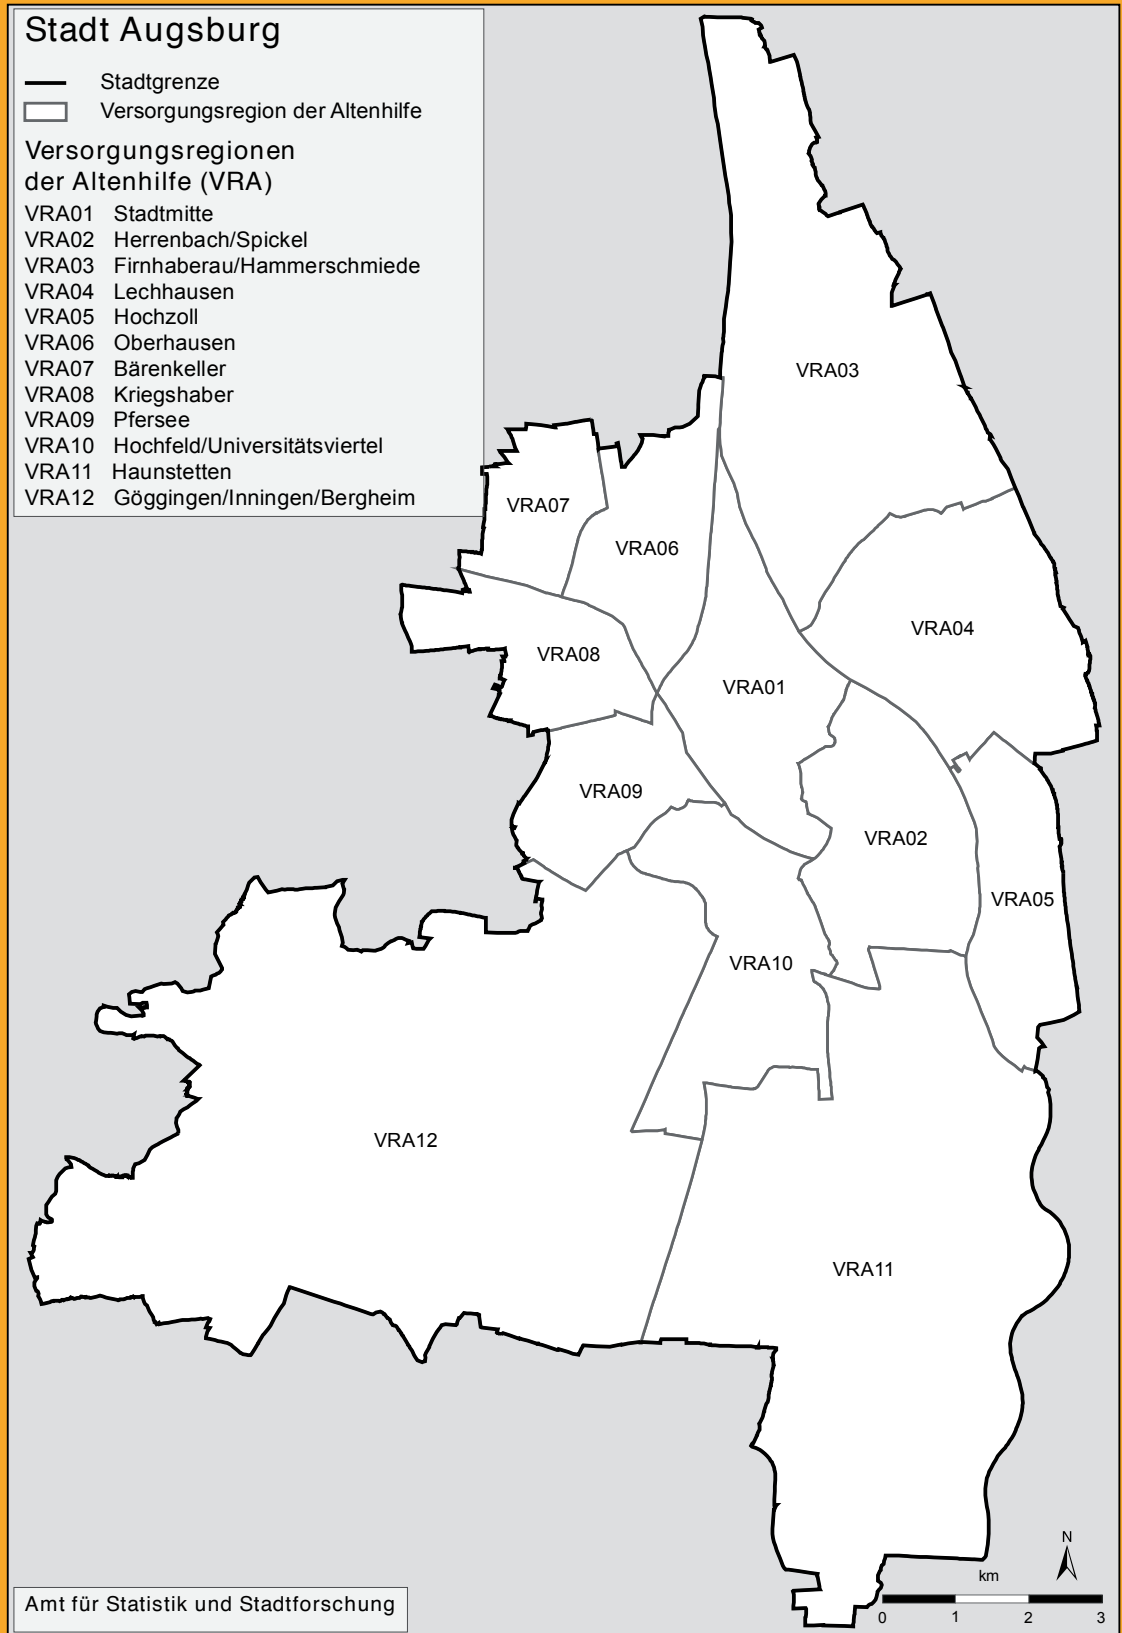 Stadt Augsburg
Stadtgrenze
Versorgungsregion der Altenhilfe
Versorgungsregionen
der Altenhilfe (VRA)
VRA01 Stadtmitte
VRA02 Herrenbach/Spickel
VRA03 Firnhaberau/Hammerschmiede
VRA04 Lechhausen
VRA05 Hochzoll
VRA06 Oberhausen
VRA07 Bärenkeller
VRA08 Kriegshaber
VRA09 Pfersee
VRA10 Hochfeld/Universitätsviertel
VRA11 Haunstetten
VRA12 Göggingen/Inningen/Bergheim
VRA03
VRA07
VRA06
VRA04
VRA08
VRA01
VRA09
VRA02
VRA05
VRA10
VRA12
VRA11
N
km
0 1 2 3
Amt für Statistik und Stadtforschung